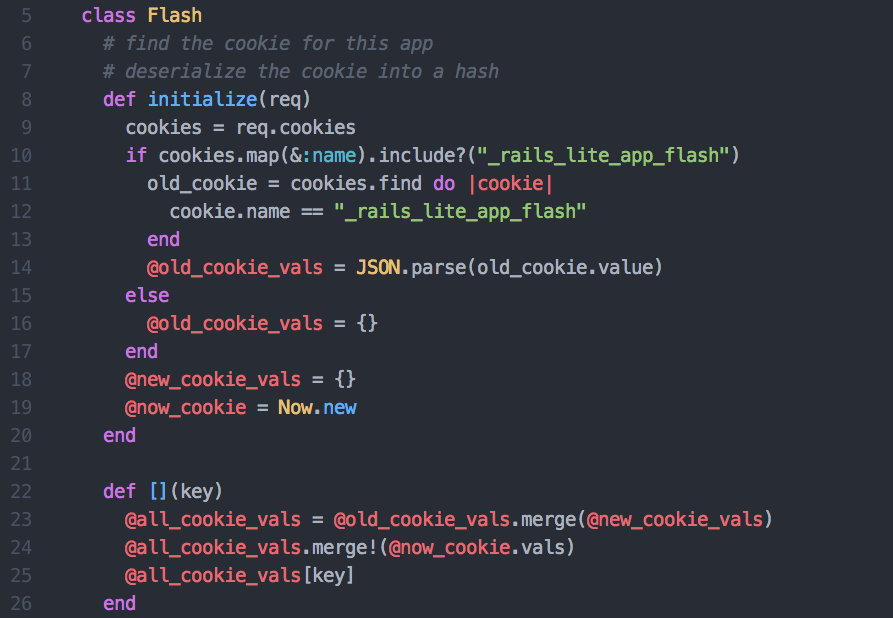 5 class Flash
6 # find the cookie for this app
7 # deserialize the cookie into a hash
8 def initialize(req)
9 cookies = req.cookies
10 if cookies.map(&:name).include?("_rails_lite_app_flash")
11 old_cookie = cookies.find do |cookie|
12 cookie.name == "_rails_lite_app_flash"
13 end
14 @old_cookie_vals = JSON.parse(old_cookie.value)
15 else
16 @old_cookie_vals = {}
17 end
18 @new_cookie_vals = {}
19 @now_cookie = Now.new
20 end
21
22 def [](key)
23 @all_cookie_vals = @old_cookie_vals.merge(@new_cookie_vals)
24 @all_cookie_vals.merge!(@now_cookie.vals)
25 @all_cookie_vals[key]
26 end